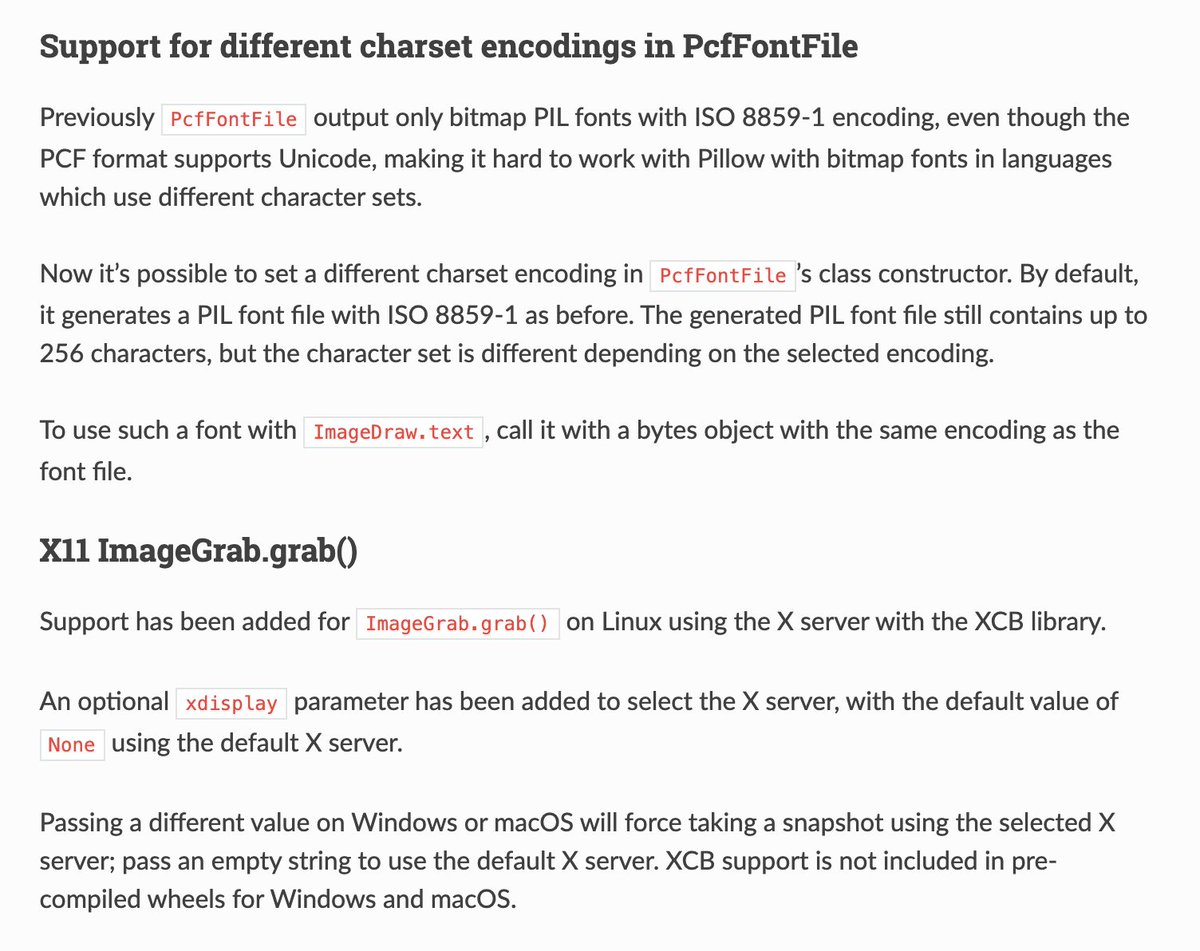 Support for different charset encodings in PcfFontFile
Previously PcfFontFile output only bitmap PIL fonts with ISO 8859-1 encoding, even though the
PCF format supports Unicode, making it hard to work with Pillow with bitmap fonts in languages
which use different character sets.
Now it’s possible to set a different charset encoding in PcfFontFile’s class constructor. By default,
it generates a PIL font file with ISO 8859-1 as before. The generated PIL font file still contains up to
256 characters, but the character set is different depending on the selected encoding.
To use such a font with ImageDraw.text, call it with a bytes object with the same encoding as the
font file.
X11 ImageGrab.grab()
Support has been added for ImageGrab.grab() on Linux using the X server with the XCB library.
An optional xdisplay parameter has been added to select the X server, with the default value of
None using the default X server.
Passing a different value on Windows or macOS will force taking a snapshot using the selected X
server; pass an empty string to use the default X server. XCB support is not included in pre-
compiled wheels for Windows and macOS.